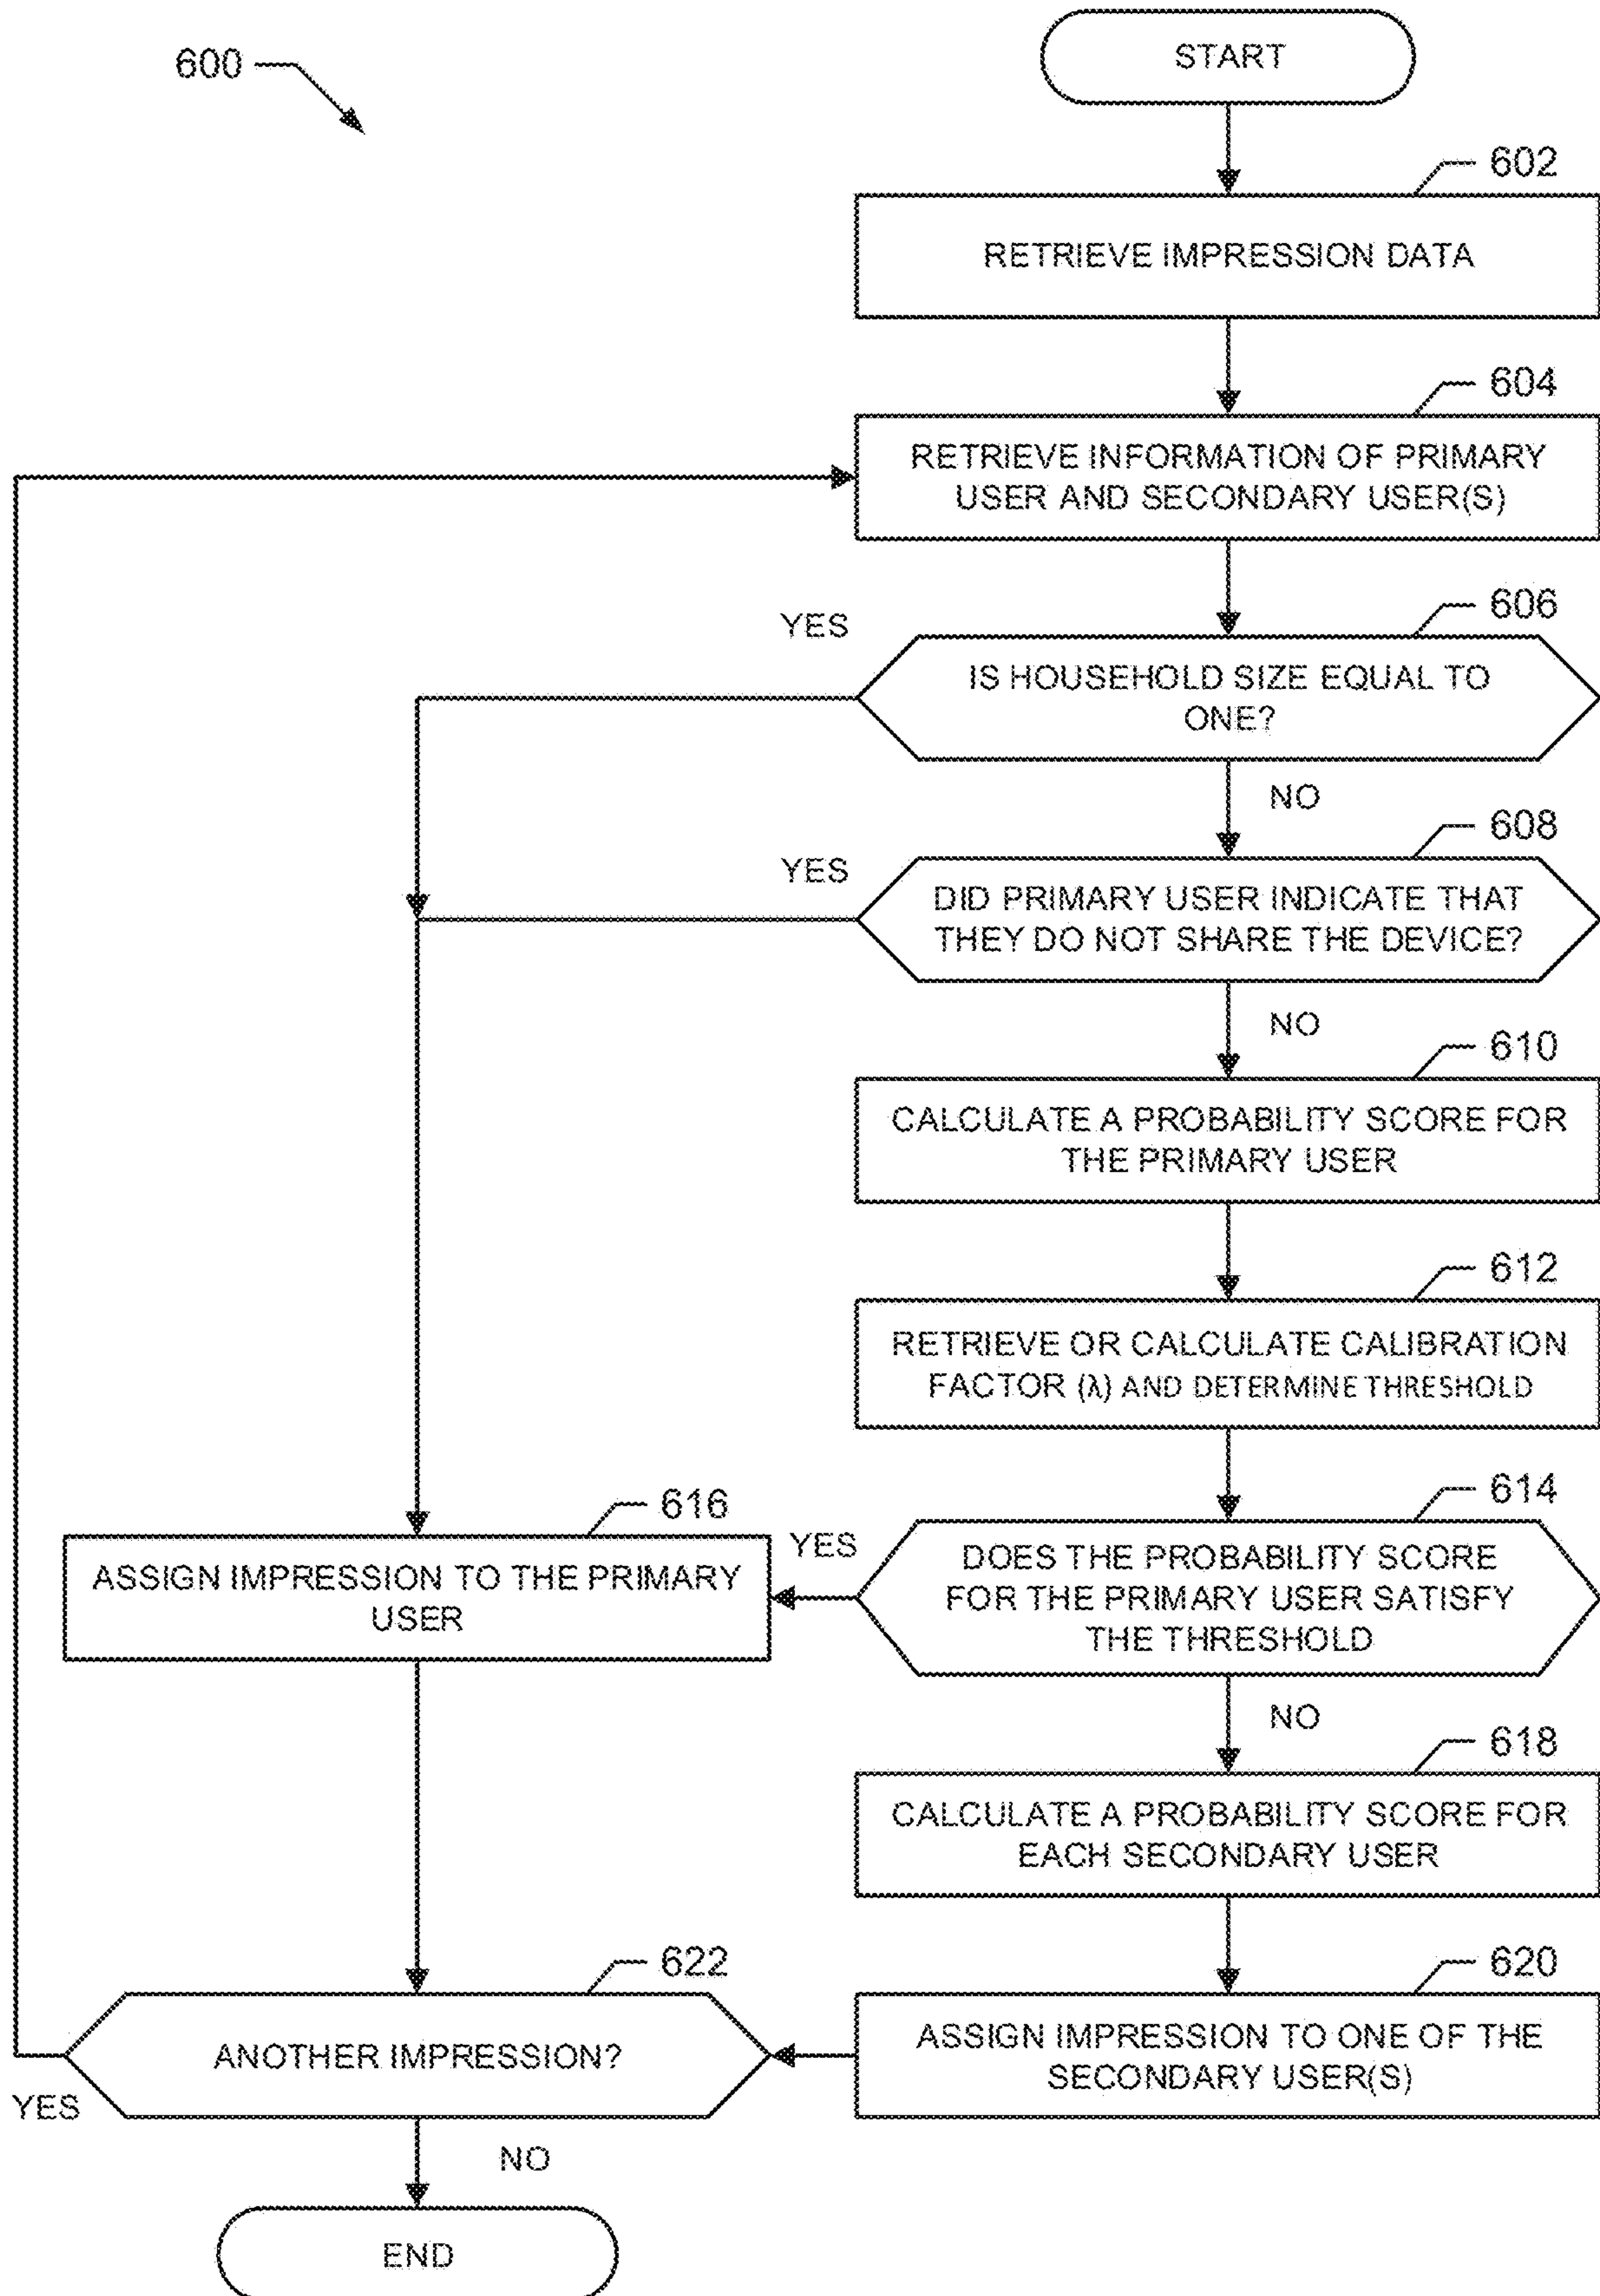 600
START
602
RETRIEVE IMPRESSION DATA
604
RETRIEVE INFORMATION OF PRIMARY
USER AND SECONDARY USER(S)
606
YES
IS HOUSEHOLD SIZE EQUAL TO
ONE?
NO
608
YES
DID PRIMARY USER INDICATE THAT
THEY DO NOT SHARE THE DEVICE?
NO
610
CALCULATE A PROBABILITY SCORE FOR
THE PRIMARY USER
612
RETRIEVE OR CALCULATE CALIBRATION
FACTOR (λ) AND DETERMINE THRESHOLD
614
616
YES
DOES THE PROBABILITY SCORE
FOR THE PRIMARY USER SATISFY
THE THRESHOLD
ASSIGN IMPRESSION TO THE PRIMARY
USER
NO
618
CALCULATE A PROBABILITY SCORE FOR
EACH SECONDARY USER
622
620
ANOTHER IMPRESSION?
ASSIGN IMPRESSION TO ONE OF THE
SECONDARY USER(S)
YES
NO
END